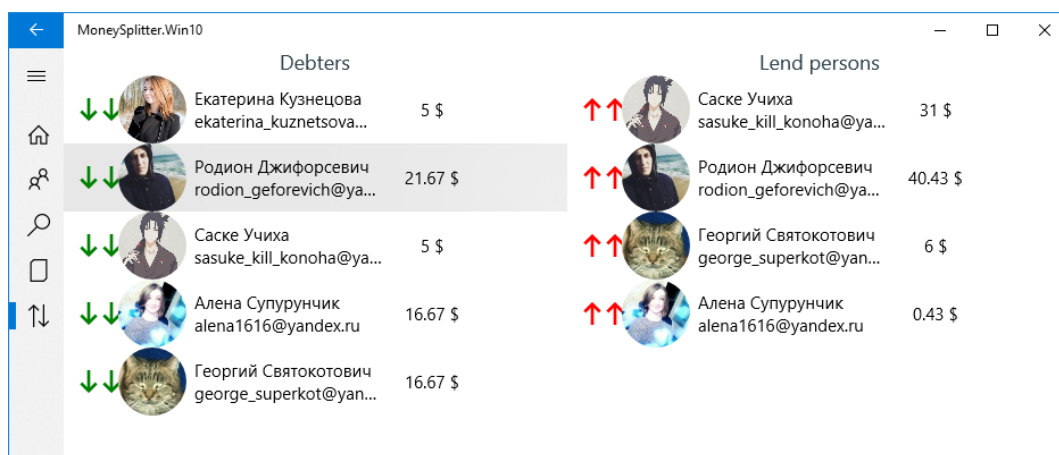 MoneySplitter.Win10
Debters
Екатерина Кузнецова
ekaterina_kuznetsova...
5 $
Родион Джифорсевич
rodion_geforevich@ya...
21.67 $
Саске Учиха
sasuke_kill_konoha@ya...
5 $
Алена Супурунчик
alena1616@yandex.ru
16.67 $
Георгий Святокотович
george_superkot@yan...
16.67 $
Lend persons
Саске Учиха
sasuke_kill_konoha@ya...
31 $
Родион Джифорсевич
rodion_geforevich@ya...
40.43 $
Георгий Святокотович
george_superkot@yan...
6 $
Алена Супурунчик
alena1616@yandex.ru
0.43 $